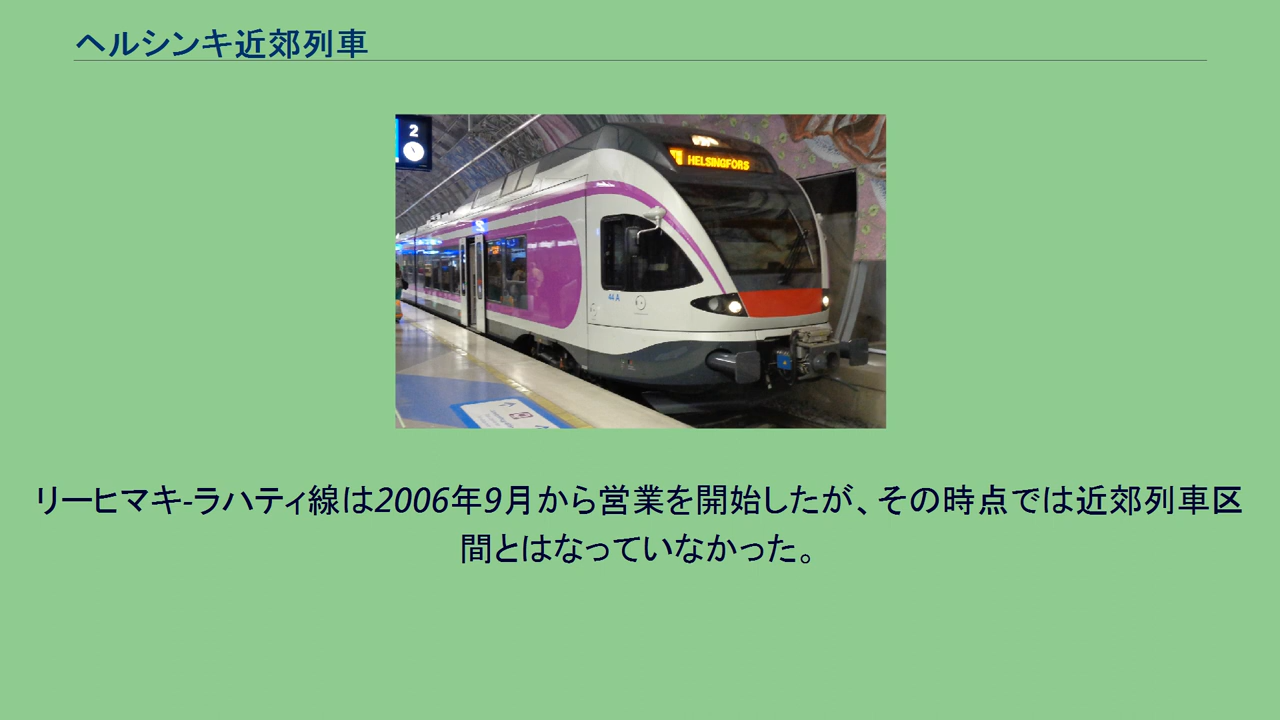 ヘルシンキ近郊列車
2
HELSINGFORS
44 A
リーヒマキ-ラハティ線は2006年9月から営業を開始したが、その時点では近郊列車区
間とはなっていなかった。